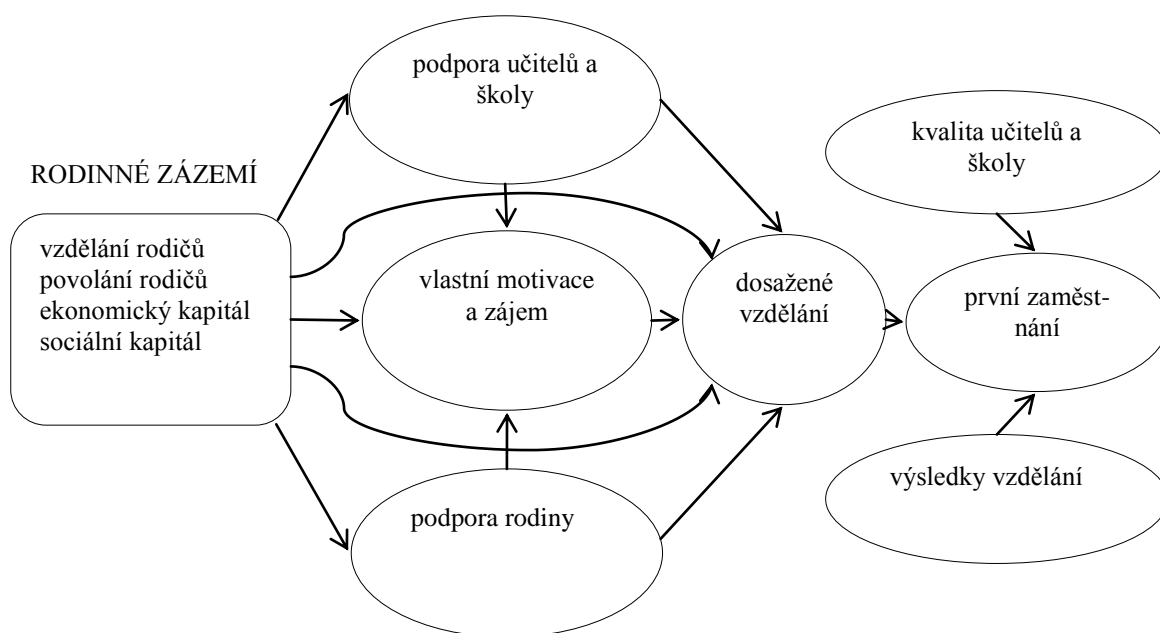 podpora učitelů a
školy
kvalita učitelů a
školy
RODINNÉ ZÁZEMÍ
vzdělání rodičů
povolání rodičů
ekonomický kapitál
sociální kapitál
vlastní motivace
a zájem
dosažené
vzdělání
první zaměst-
nání
podpora rodiny
výsledky vzdělání